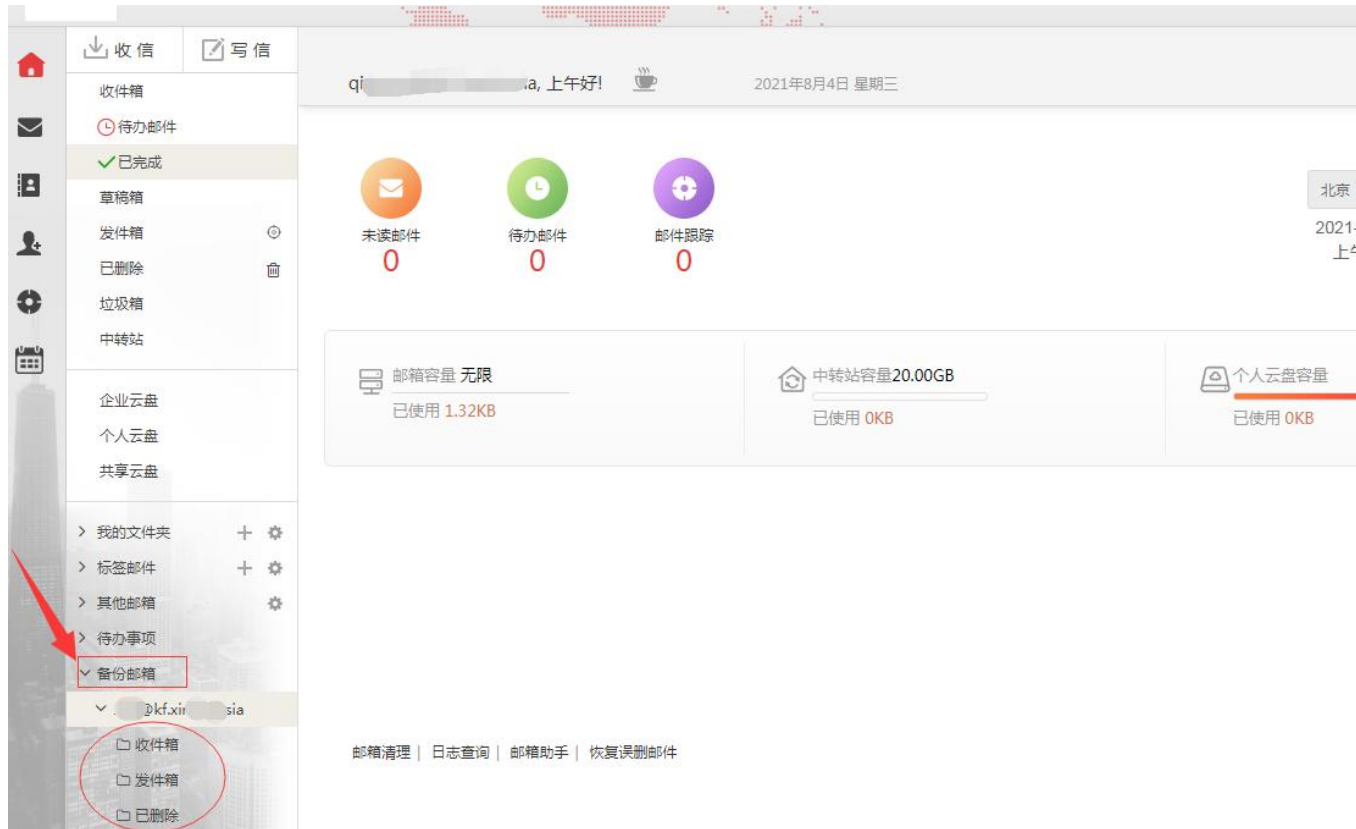 收信 写信
收件箱
待办邮件
已完成
草稿箱
发件箱
已删除
垃圾箱
中转站
企业云盘
个人云盘
共享云盘
我的文件夹
标签邮件
其他邮箱
待办事项
备份邮箱
@kf.xin sia
收件箱
发件箱
已删除
qi a, 上午好! 2021年8月4日 星期三
未读邮件 待办邮件 邮件跟踪
0 0 0
北京
2021-
上午
邮箱容量 无限
已使用 1.32KB
中转站容量20.00GB
已使用 0KB
个人云盘容量
已使用 0KB
邮箱清理 | 日志查询 | 邮箱助手 | 恢复误删邮件